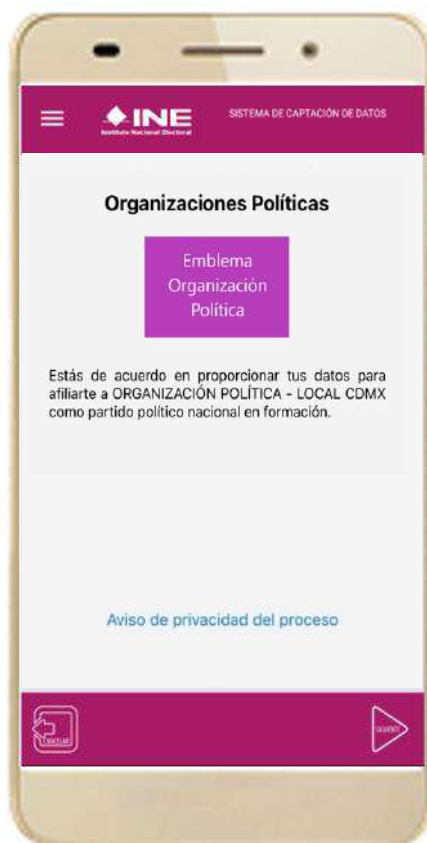 INE
Instituto Nacional Electoral
SISTEMA DE CAPTACIÓN DE DATOS
Organizaciones Políticas
Emblema
Organización
Política
Estás de acuerdo en proporcionar tus datos para
afiliarte a ORGANIZACIÓN POLÍTICA - LOCAL CDMX
como partido político nacional en formación.
Aviso de privacidad del proceso
CANCELAR
SIGUIENTE